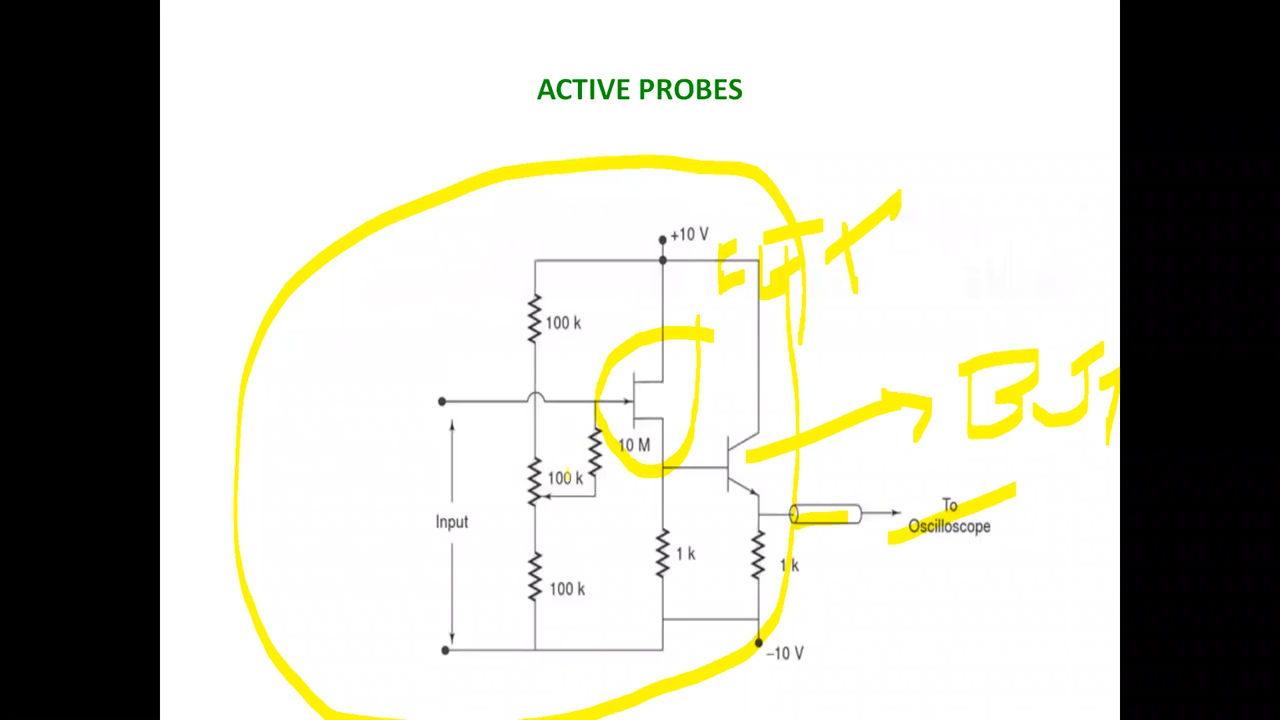 ACTIVE PROBES
+10 V
FET
100 k
BJT
10 M
100 k
Input
To
Oscilloscope
1 k
1 k
100 k
−10 V